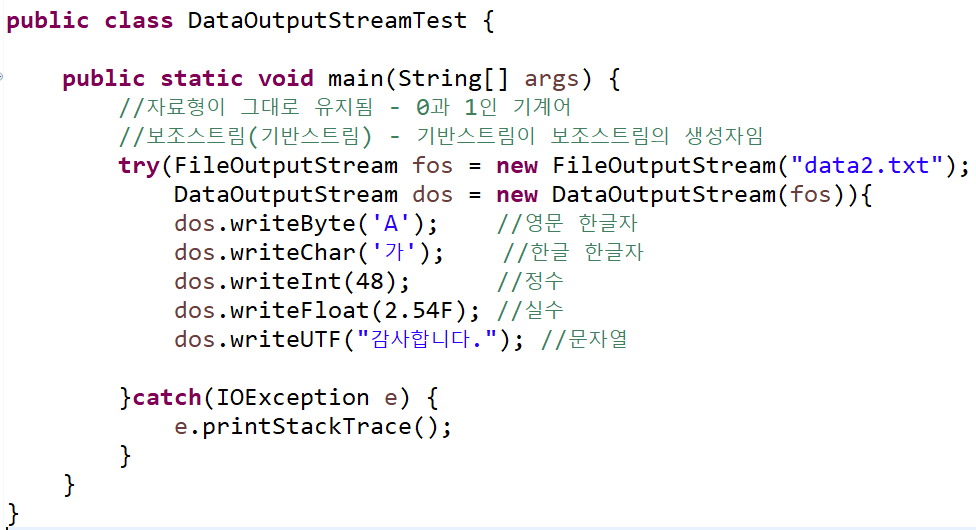 public class DataOutputStreamTest {
public static void main(String[] args) {
//자료형이 그대로 유지됨 - 0과 1인 기계어
//보조스트림(기반스트림) - 기반스트림이 보조스트림의 생성자임
try(FileOutputStream fos = new FileOutputStream("data2.txt");
DataOutputStream dos = new DataOutputStream(fos)){
dos.writeByte('A'); //영문 한글자
dos.writeChar('가'); //한글 한글자
dos.writeInt(48); //정수
dos.writeFloat(2.54F); //실수
dos.writeUTF("감사합니다."); //문자열
}catch(IOException e) {
e.printStackTrace();
}
}
}